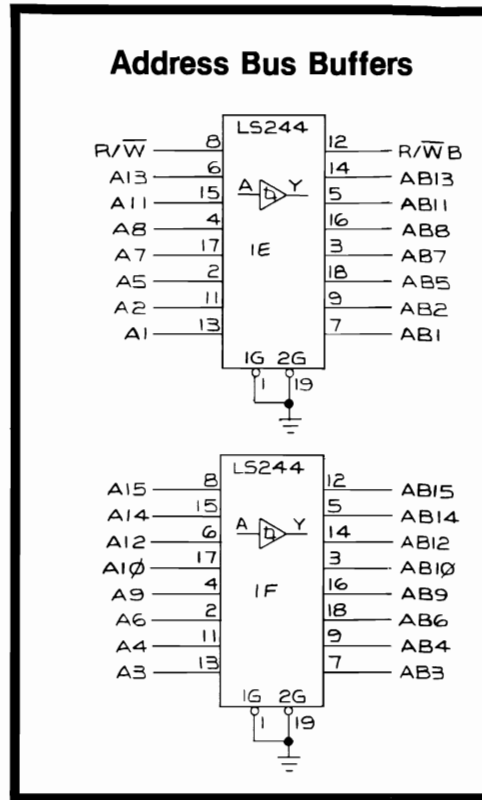 Address Bus Buffers
LS244
R/W̅ 8 12 R/W̅B
A13 6 14 AB13
A11 15 5 AB11
A Y
A8 4 16 AB8
A7 17 1E 3 AB7
A5 2 18 AB5
A2 11 9 AB2
A1 13 7 AB1
1G 2G
1 19
LS244
A15 8 12 AB15
A14 15 5 AB14
A Y
A12 6 14 AB12
A1Ø 17 3 AB1Ø
A9 4 1F 16 AB9
A6 2 18 AB6
A4 11 9 AB4
A3 13 7 AB3
1G 2G
1 19